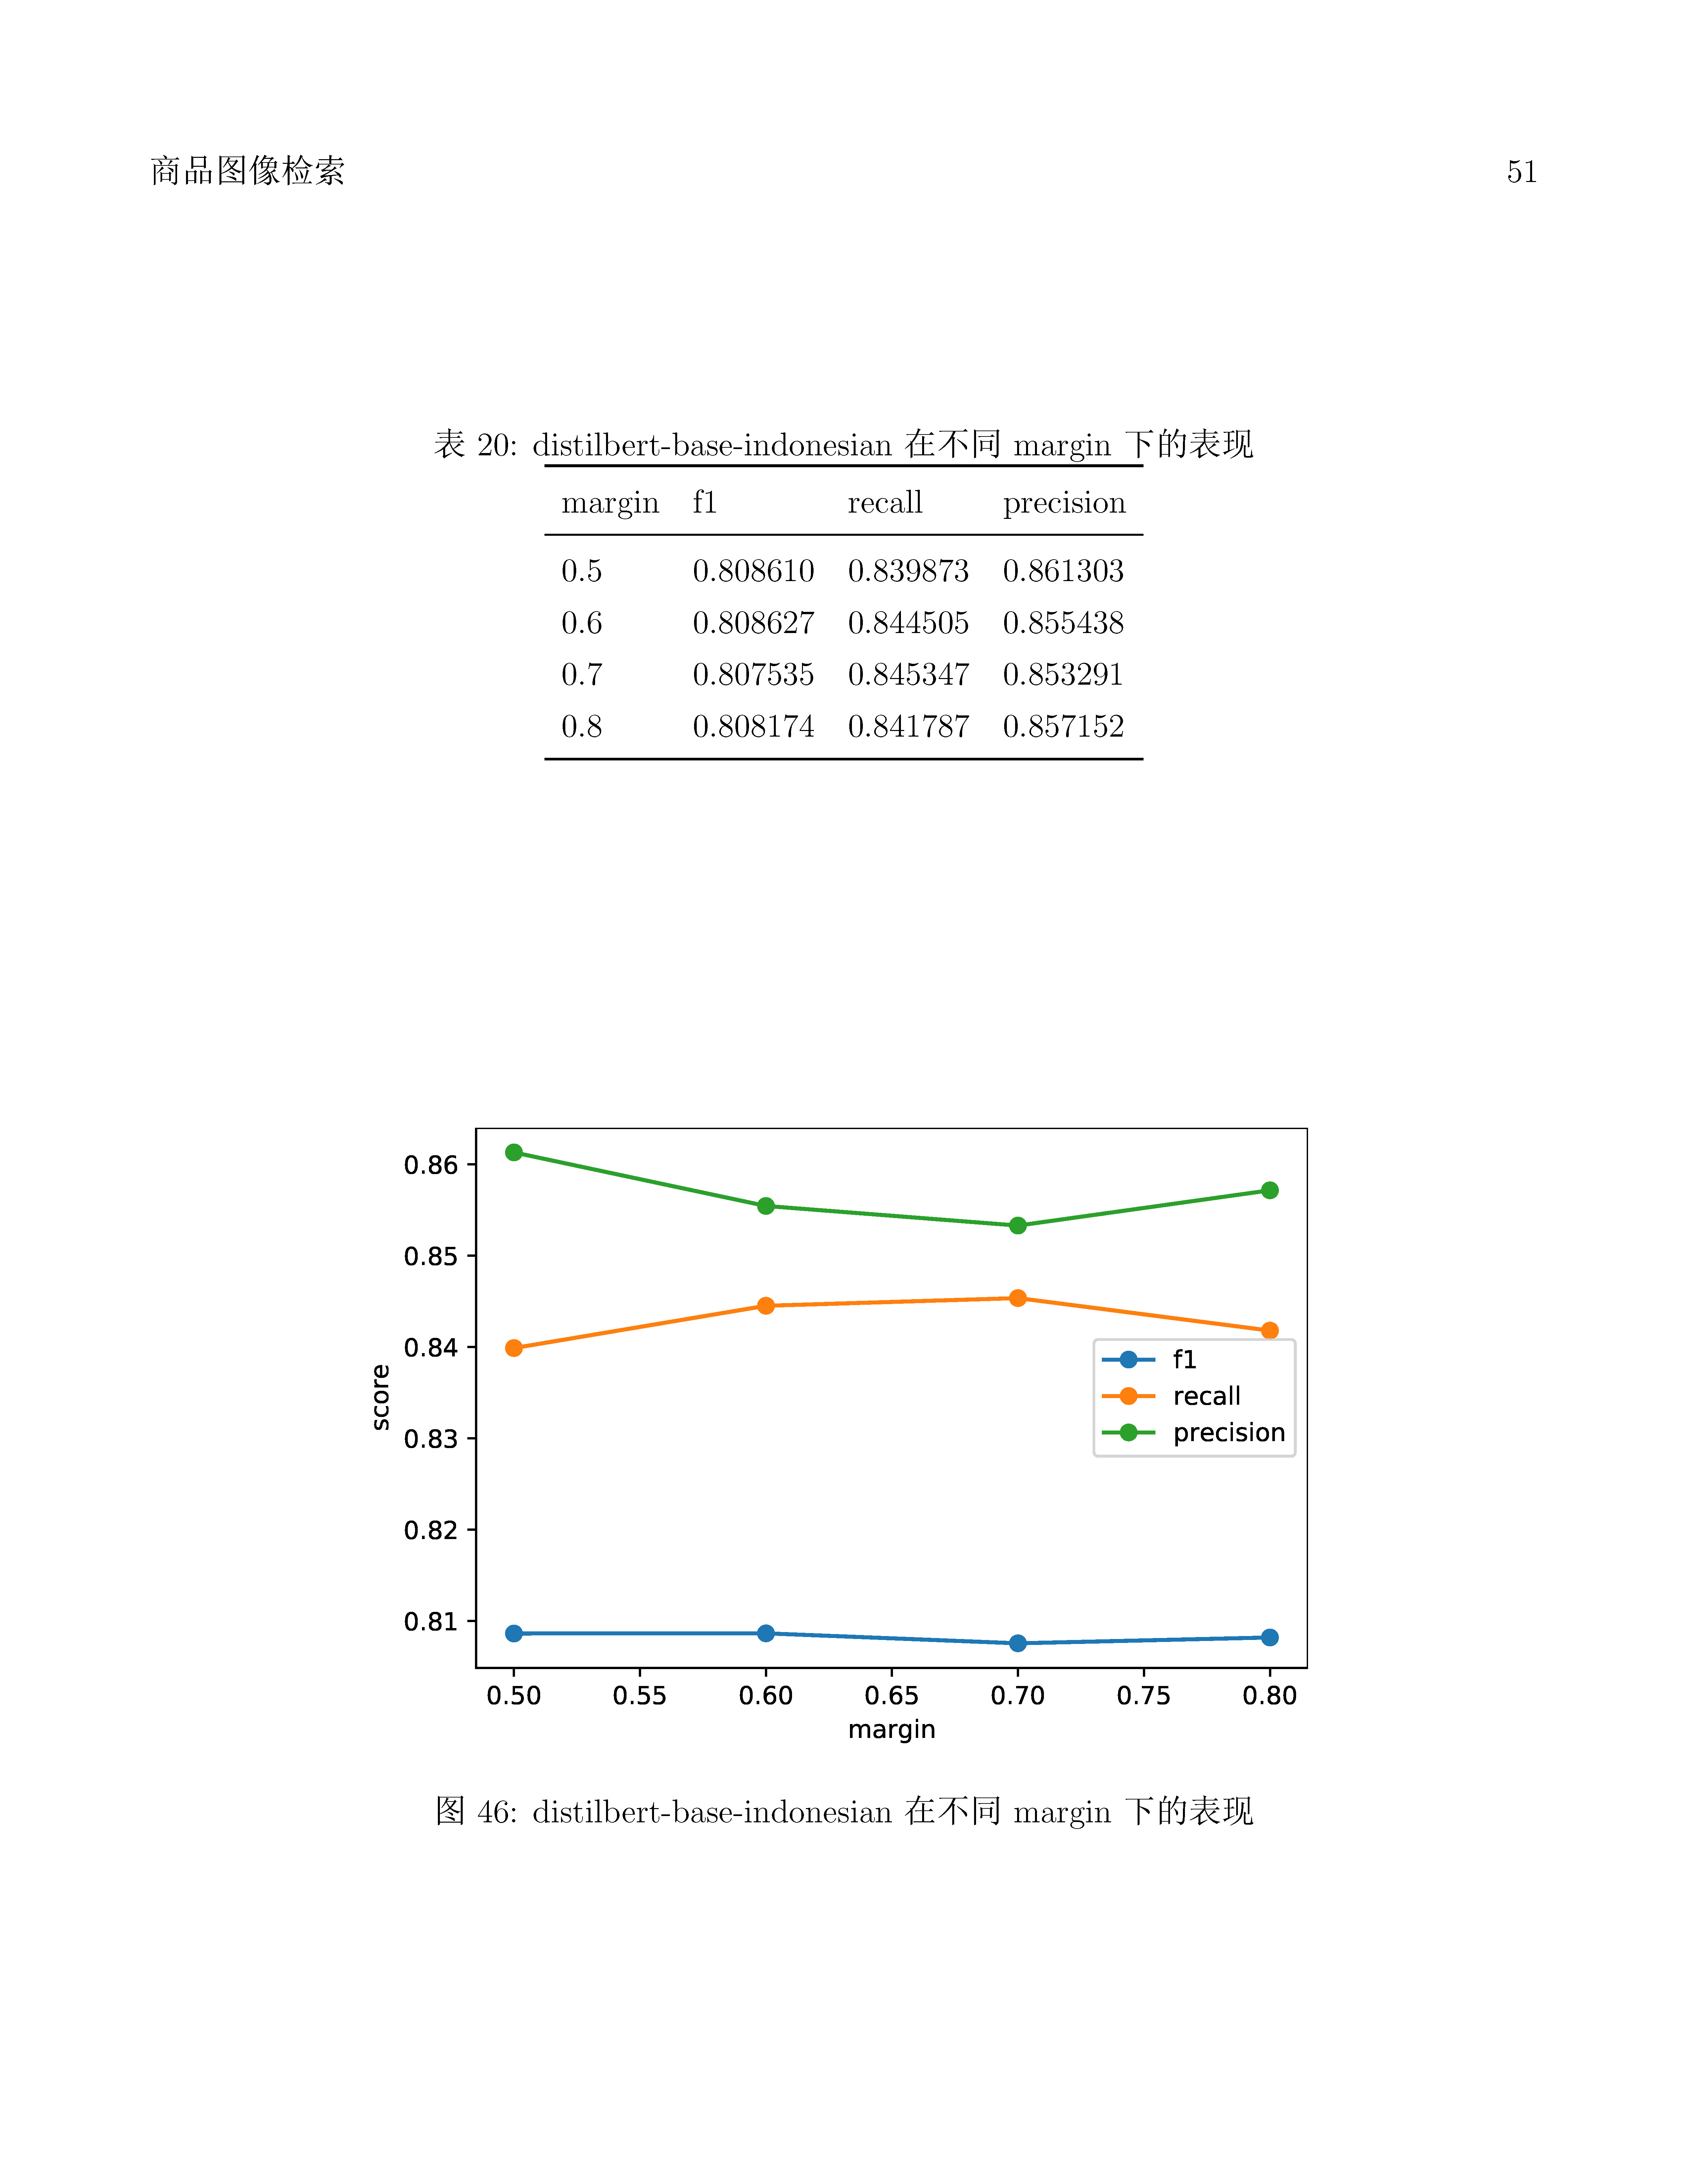 商品图像检索 51
表 20: distilbert-base-indonesian 在不同 margin 下的表现
margin f1 recall precision
0.5 0.808610 0.839873 0.861303
0.6 0.808627 0.844505 0.855438
0.7 0.807535 0.845347 0.853291
0.8 0.808174 0.841787 0.857152
0.86
0.85
0.84
0.83
0.82
0.81
score
f1
recall
precision
0.50 0.55 0.60 0.65 0.70 0.75 0.80
margin
图 46: distilbert-base-indonesian 在不同 margin 下的表现